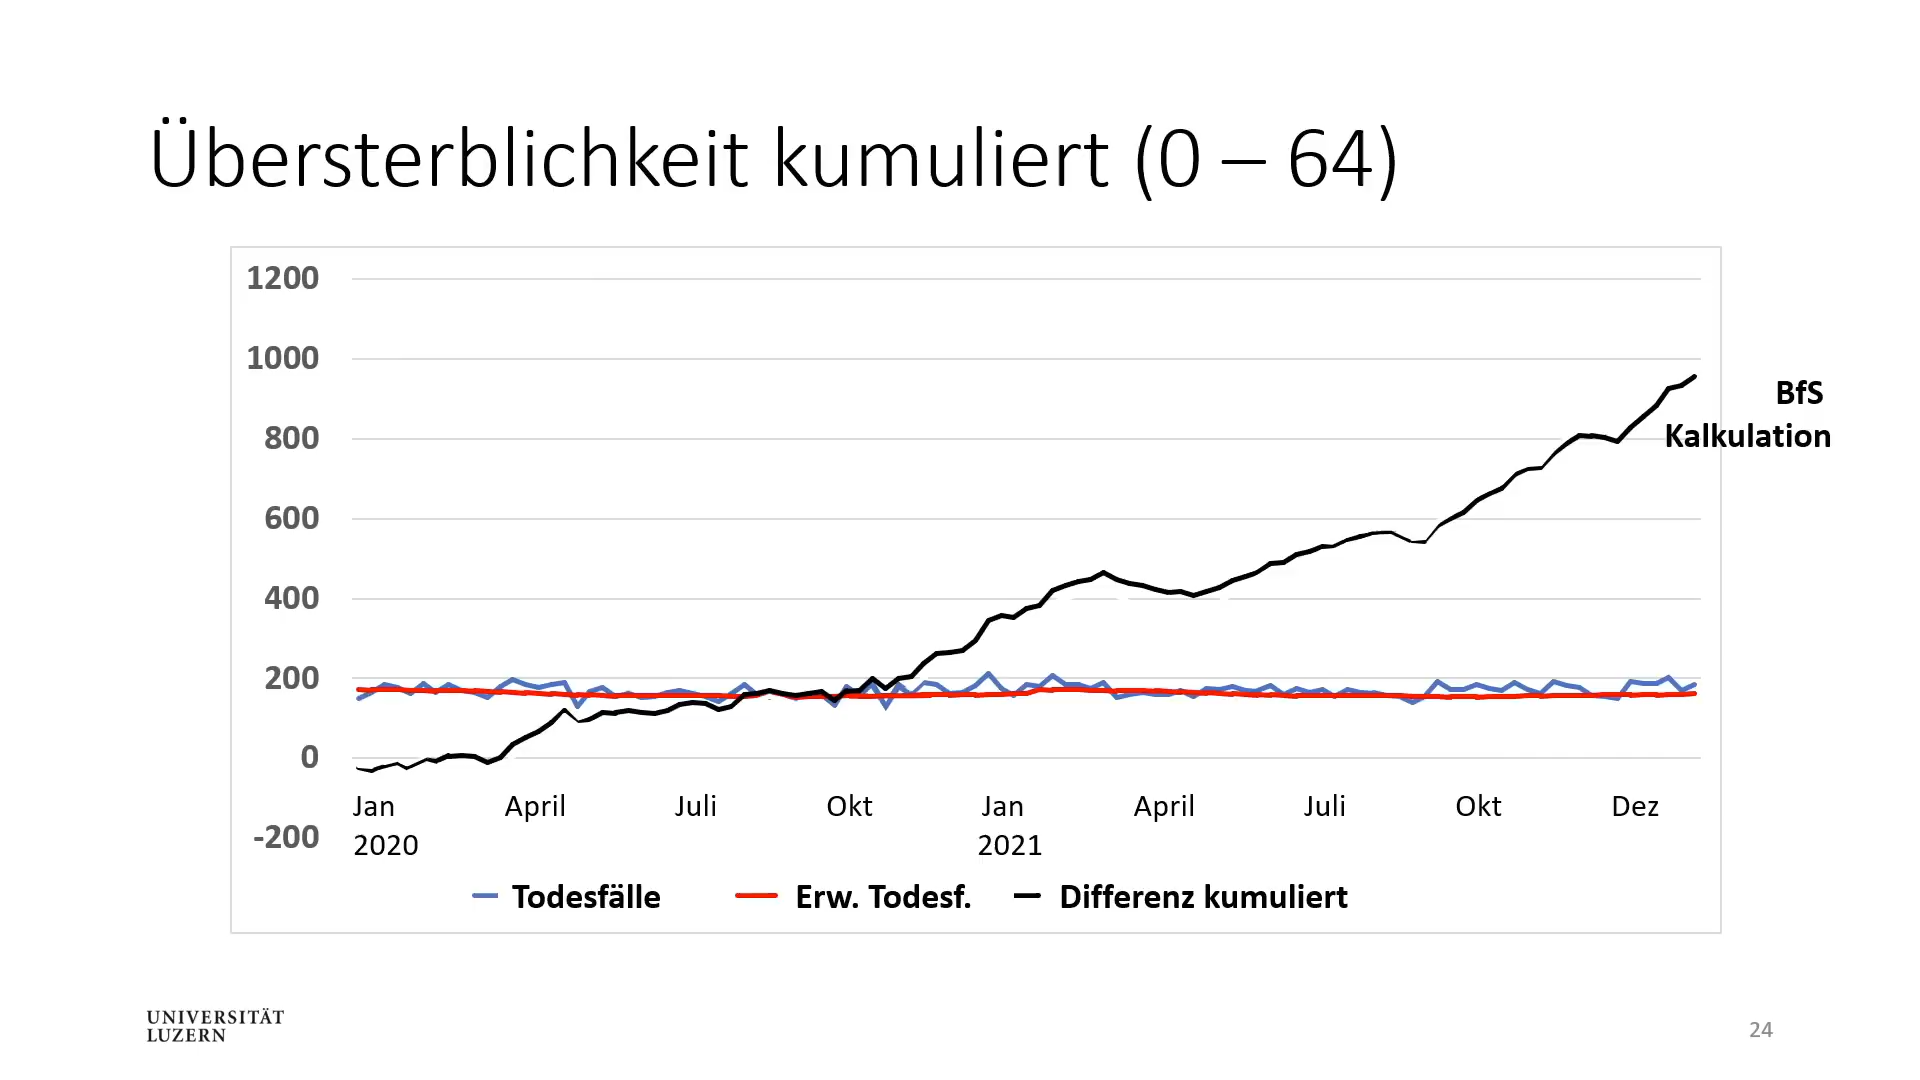 Übersterblichkeit kumuliert (0 – 64)
1200
1000
800
600
400
200
0
-200
BfS
Kalkulation
Jan April Juli Okt Jan April Juli Okt Dez
2020 2021
Todesfälle Erw. Todesf. Differenz kumuliert
UNIVERSITÄT
LUZERN
24